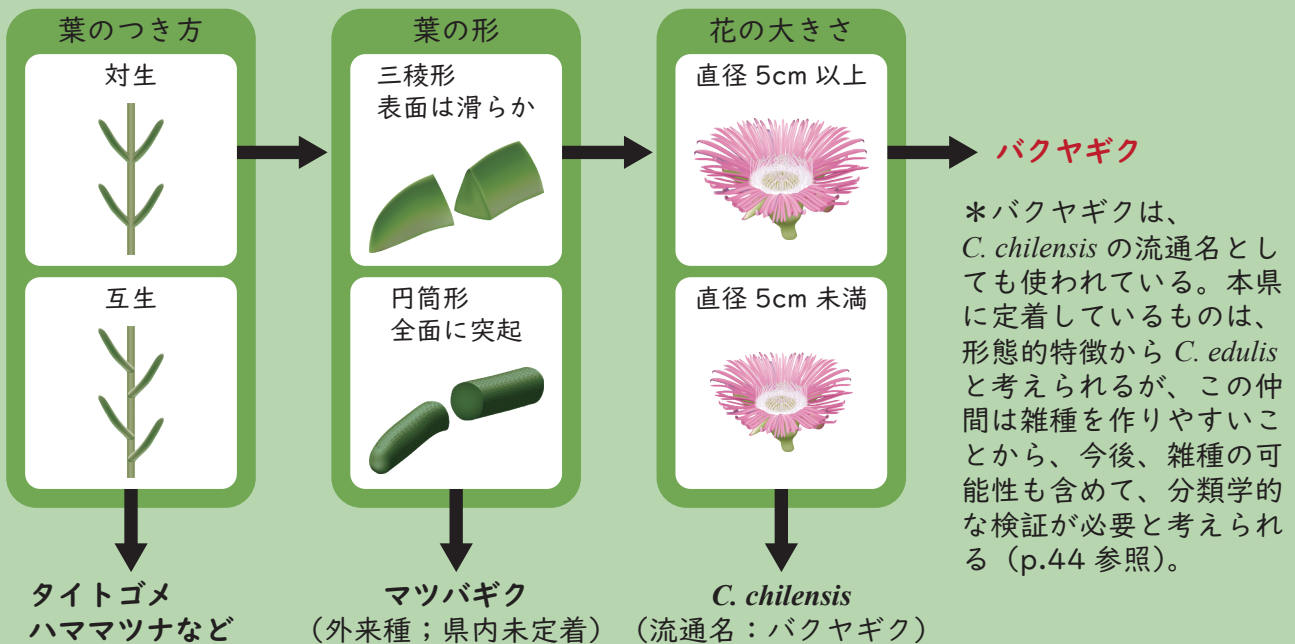 葉のつき方
対生
互生
タイトゴメ
ハママツナなど
葉の形
三稜形
表面は滑らか
円筒形
全面に突起
マツバギク
（外来種；県内未定着）
花の大きさ
直径 5cm 以上
直径 5cm 未満
C. chilensis
（流通名：バクヤギク）
バクヤギク
＊バクヤギクは、
C. chilensis の流通名とし
ても使われている。本県
に定着しているものは、
形態的特徴から C. edulis
と考えられるが、この仲
間は雑種を作りやすいこ
とから、今後、雑種の可
能性も含めて、分類学的
な検証が必要と考えられ
る（p.44 参照）。